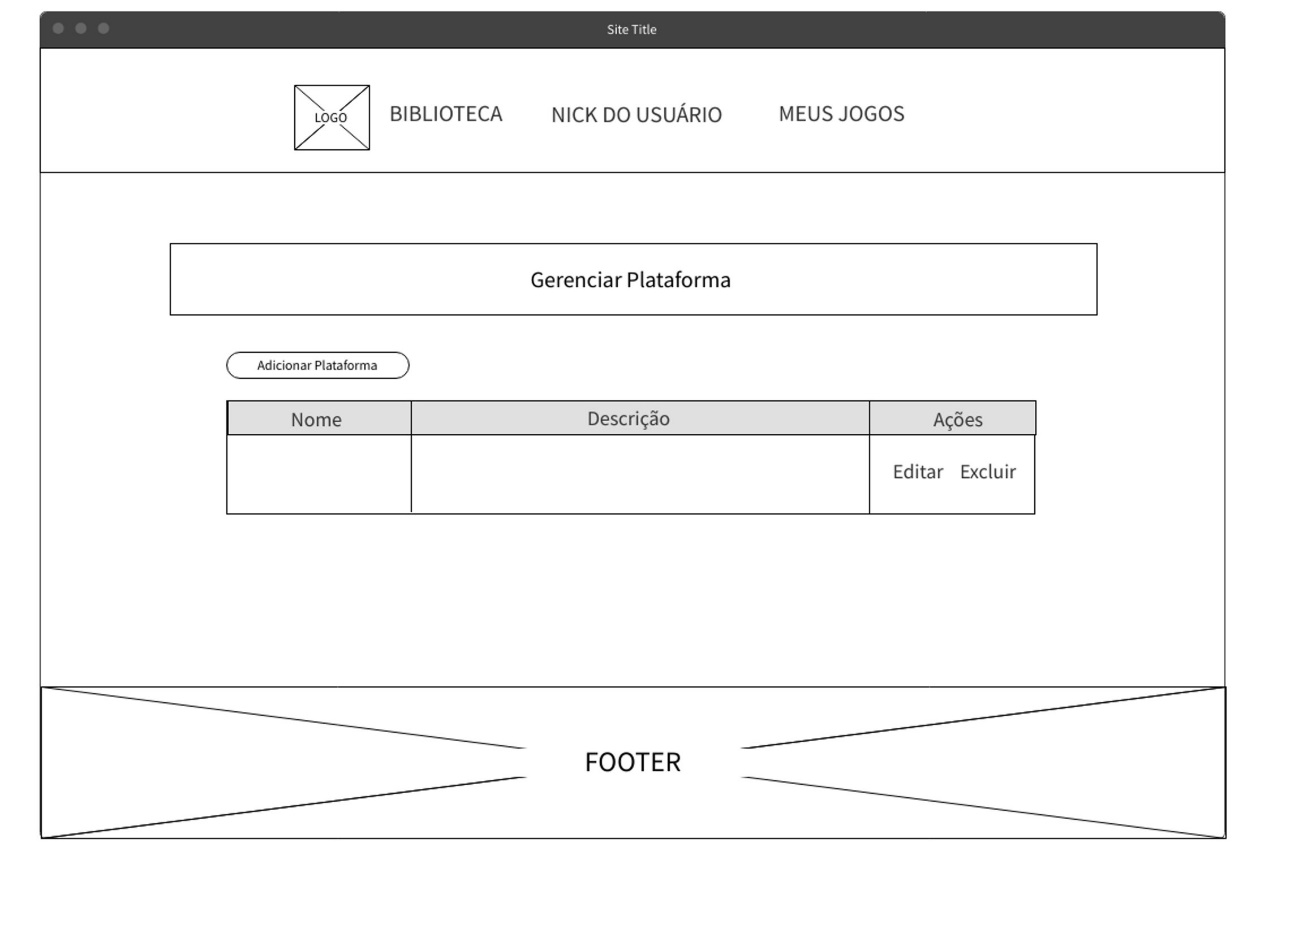 Site Title
LOGO
BIBLIOTECA
NICK DO USUÁRIO
MEUS JOGOS
Gerenciar Plataforma
Adicionar Plataforma
Nome
Descrição
Ações
Editar
Excluir
FOOTER